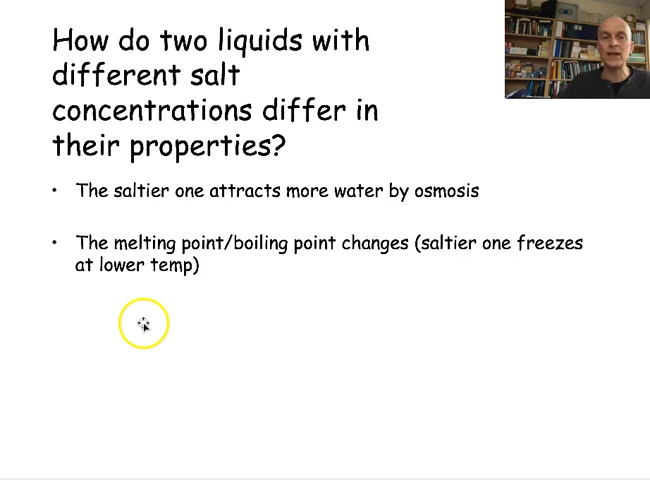 How do two liquids with
different salt
concentrations differ in
their properties?
• The saltier one attracts more water by osmosis
• The melting point/boiling point changes (saltier one freezes
at lower temp)